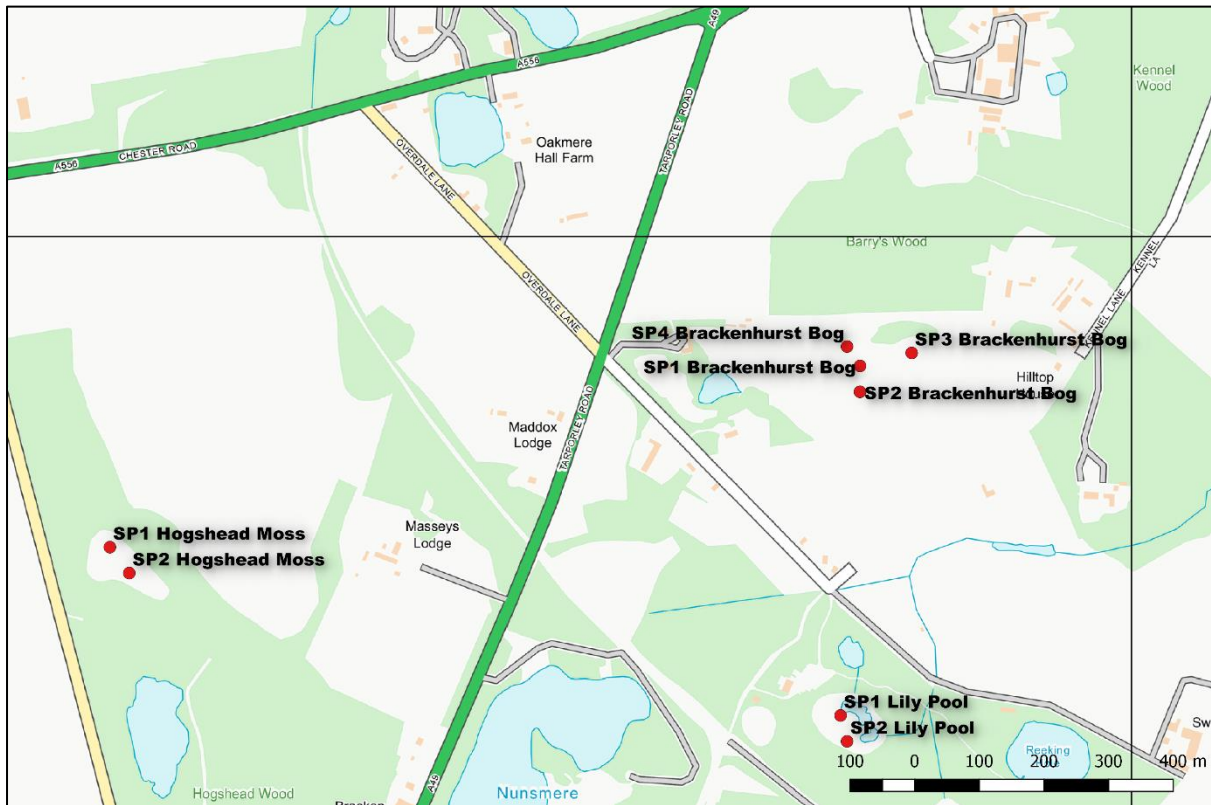 A49
A556
Kennel
Wood
CHESTER ROAD
A556
OVERDALE LANE
Oakmere
Hall Farm
TARPORLEY ROAD
Barry's Wood
KENNEL LA
KENNEL LANE
OVERDALE LANE
SP4 Brackenhurst Bog
SP3 Brackenhurst Bog
SP1 Brackenhurst Bog
Hilltop
SP2 Brackenhurst Bog
Maddox
Lodge
TARPORLEY ROAD
SP1 Hogshead Moss
SP2 Hogshead Moss
Masseys
Lodge
SP1 Lily Pool
SP2 Lily Pool
Sw
Reeking
100 0 100 200 300 400 m
A49
Hogshead Wood
Nunsmere